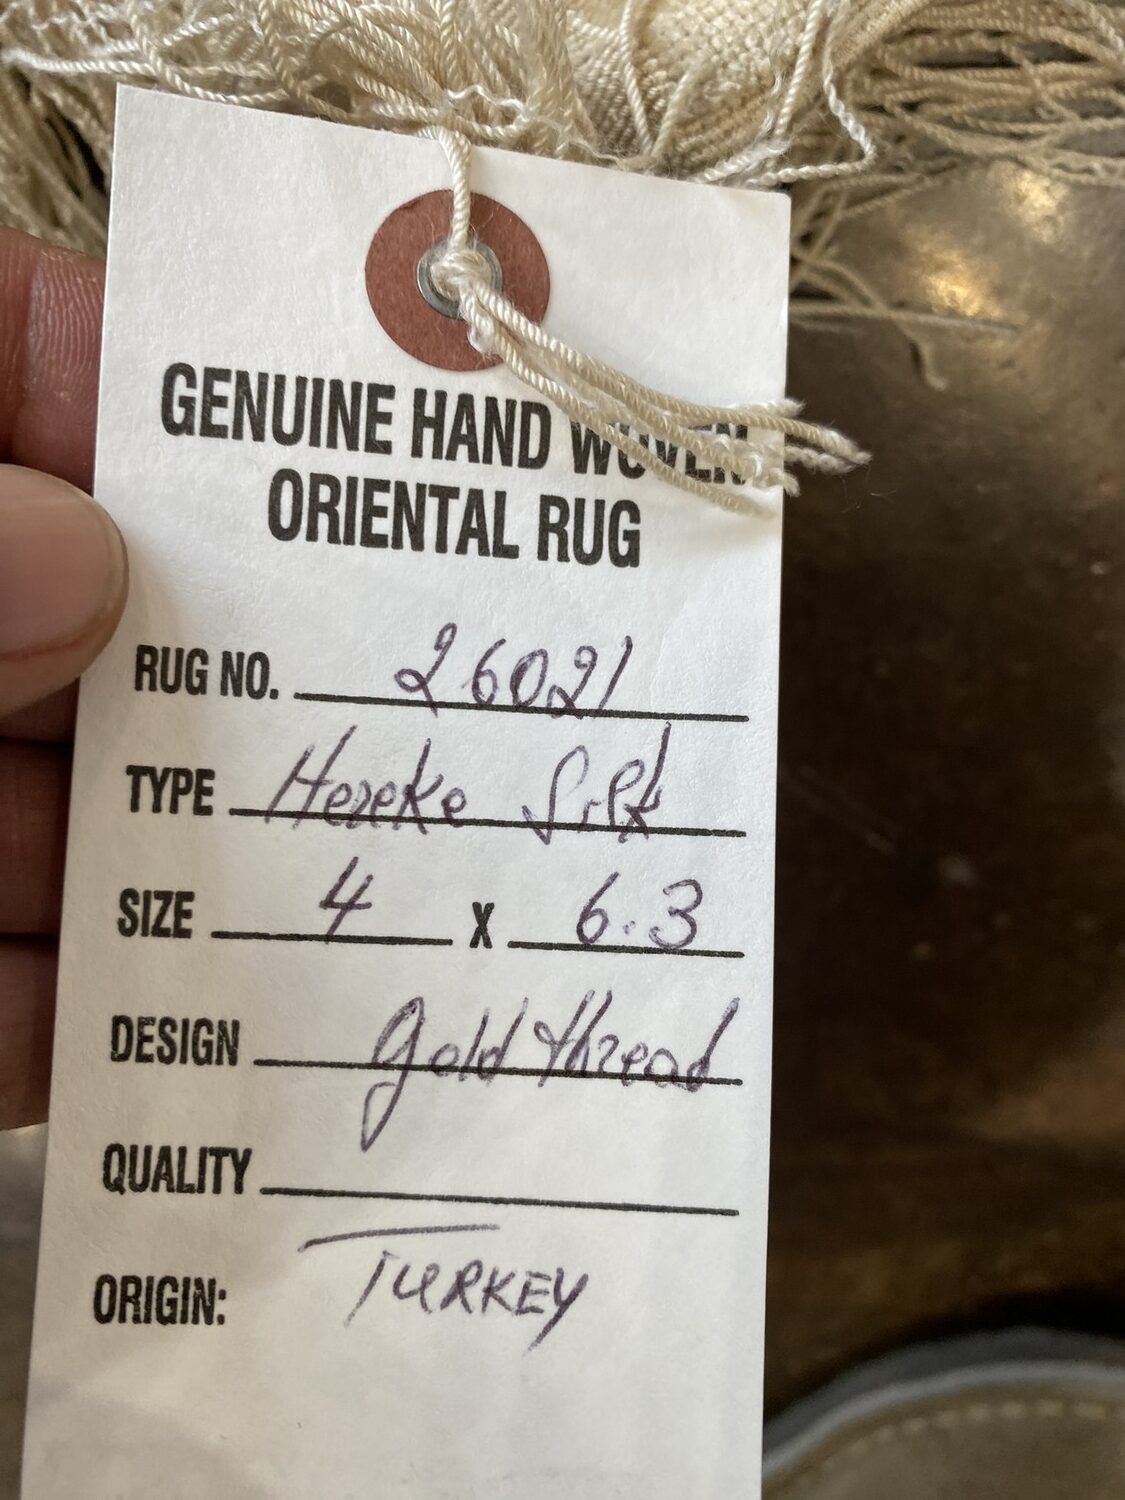 GENUINE HAND WOVEN
ORIENTAL RUG
RUG NO. 26021
TYPE Hereke Silk
SIZE 4 X 6.3
DESIGN gold thread
QUALITY
ORIGIN: TURKEY